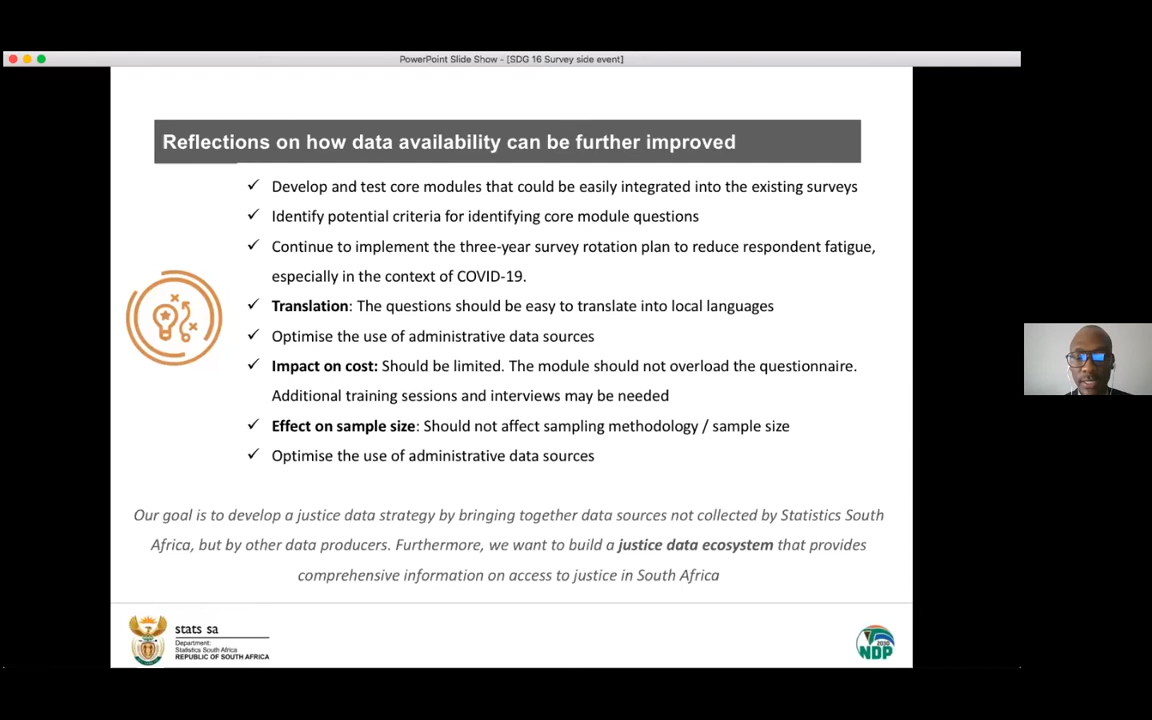 PowerPoint Slide Show - [SDG 16 Survey side event]
Reflections on how data availability can be further improved
✓ Develop and test core modules that could be easily integrated into the existing surveys
✓ Identify potential criteria for identifying core module questions
✓ Continue to implement the three-year survey rotation plan to reduce respondent fatigue,
especially in the context of COVID-19.
✓ Translation: The questions should be easy to translate into local languages
✓ Optimise the use of administrative data sources
✓ Impact on cost: Should be limited. The module should not overload the questionnaire.
Additional training sessions and interviews may be needed
✓ Effect on sample size: Should not affect sampling methodology / sample size
✓ Optimise the use of administrative data sources
Our goal is to develop a justice data strategy by bringing together data sources not collected by Statistics South
Africa, but by other data producers. Furthermore, we want to build a justice data ecosystem that provides
comprehensive information on access to justice in South Africa
stats sa
Department:
Statistics South Africa
REPUBLIC OF SOUTH AFRICA
2030
NDP